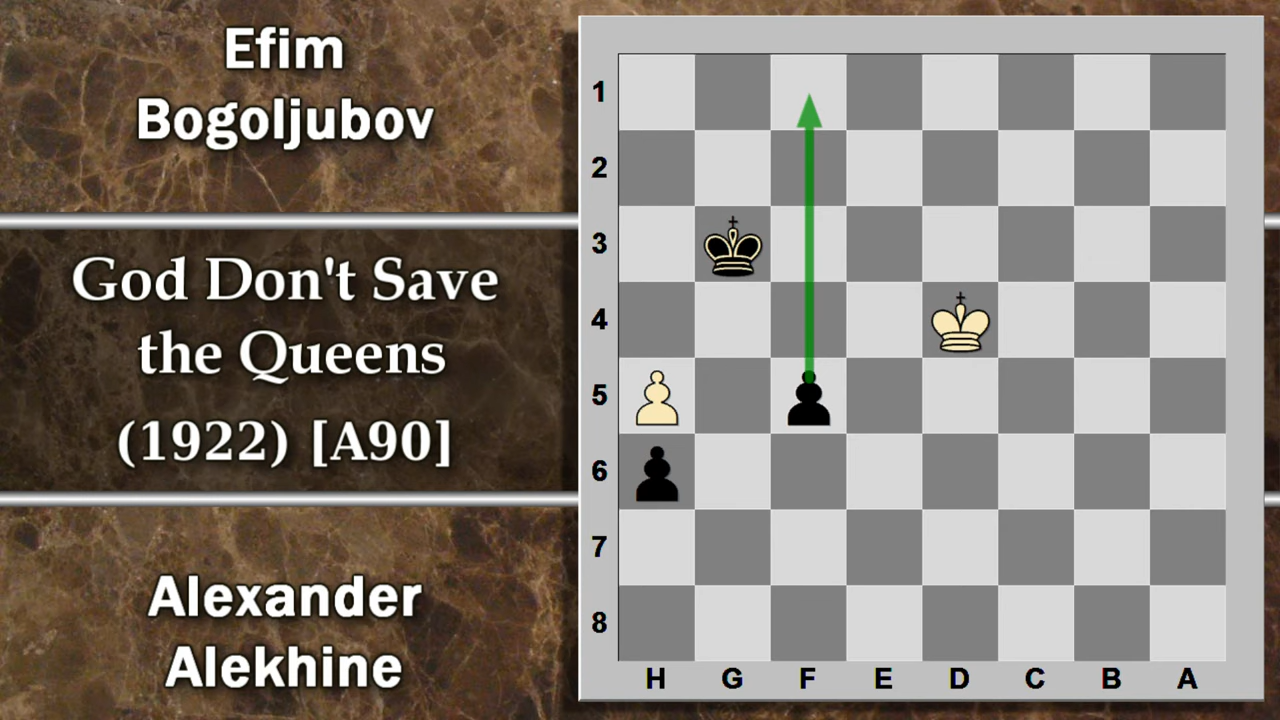 Efim
Bogoljubov
God Don't Save
the Queens
(1922) [A90]
Alexander
Alekhine
1
2
3
4
5
6
7
8
H G F E D C B A